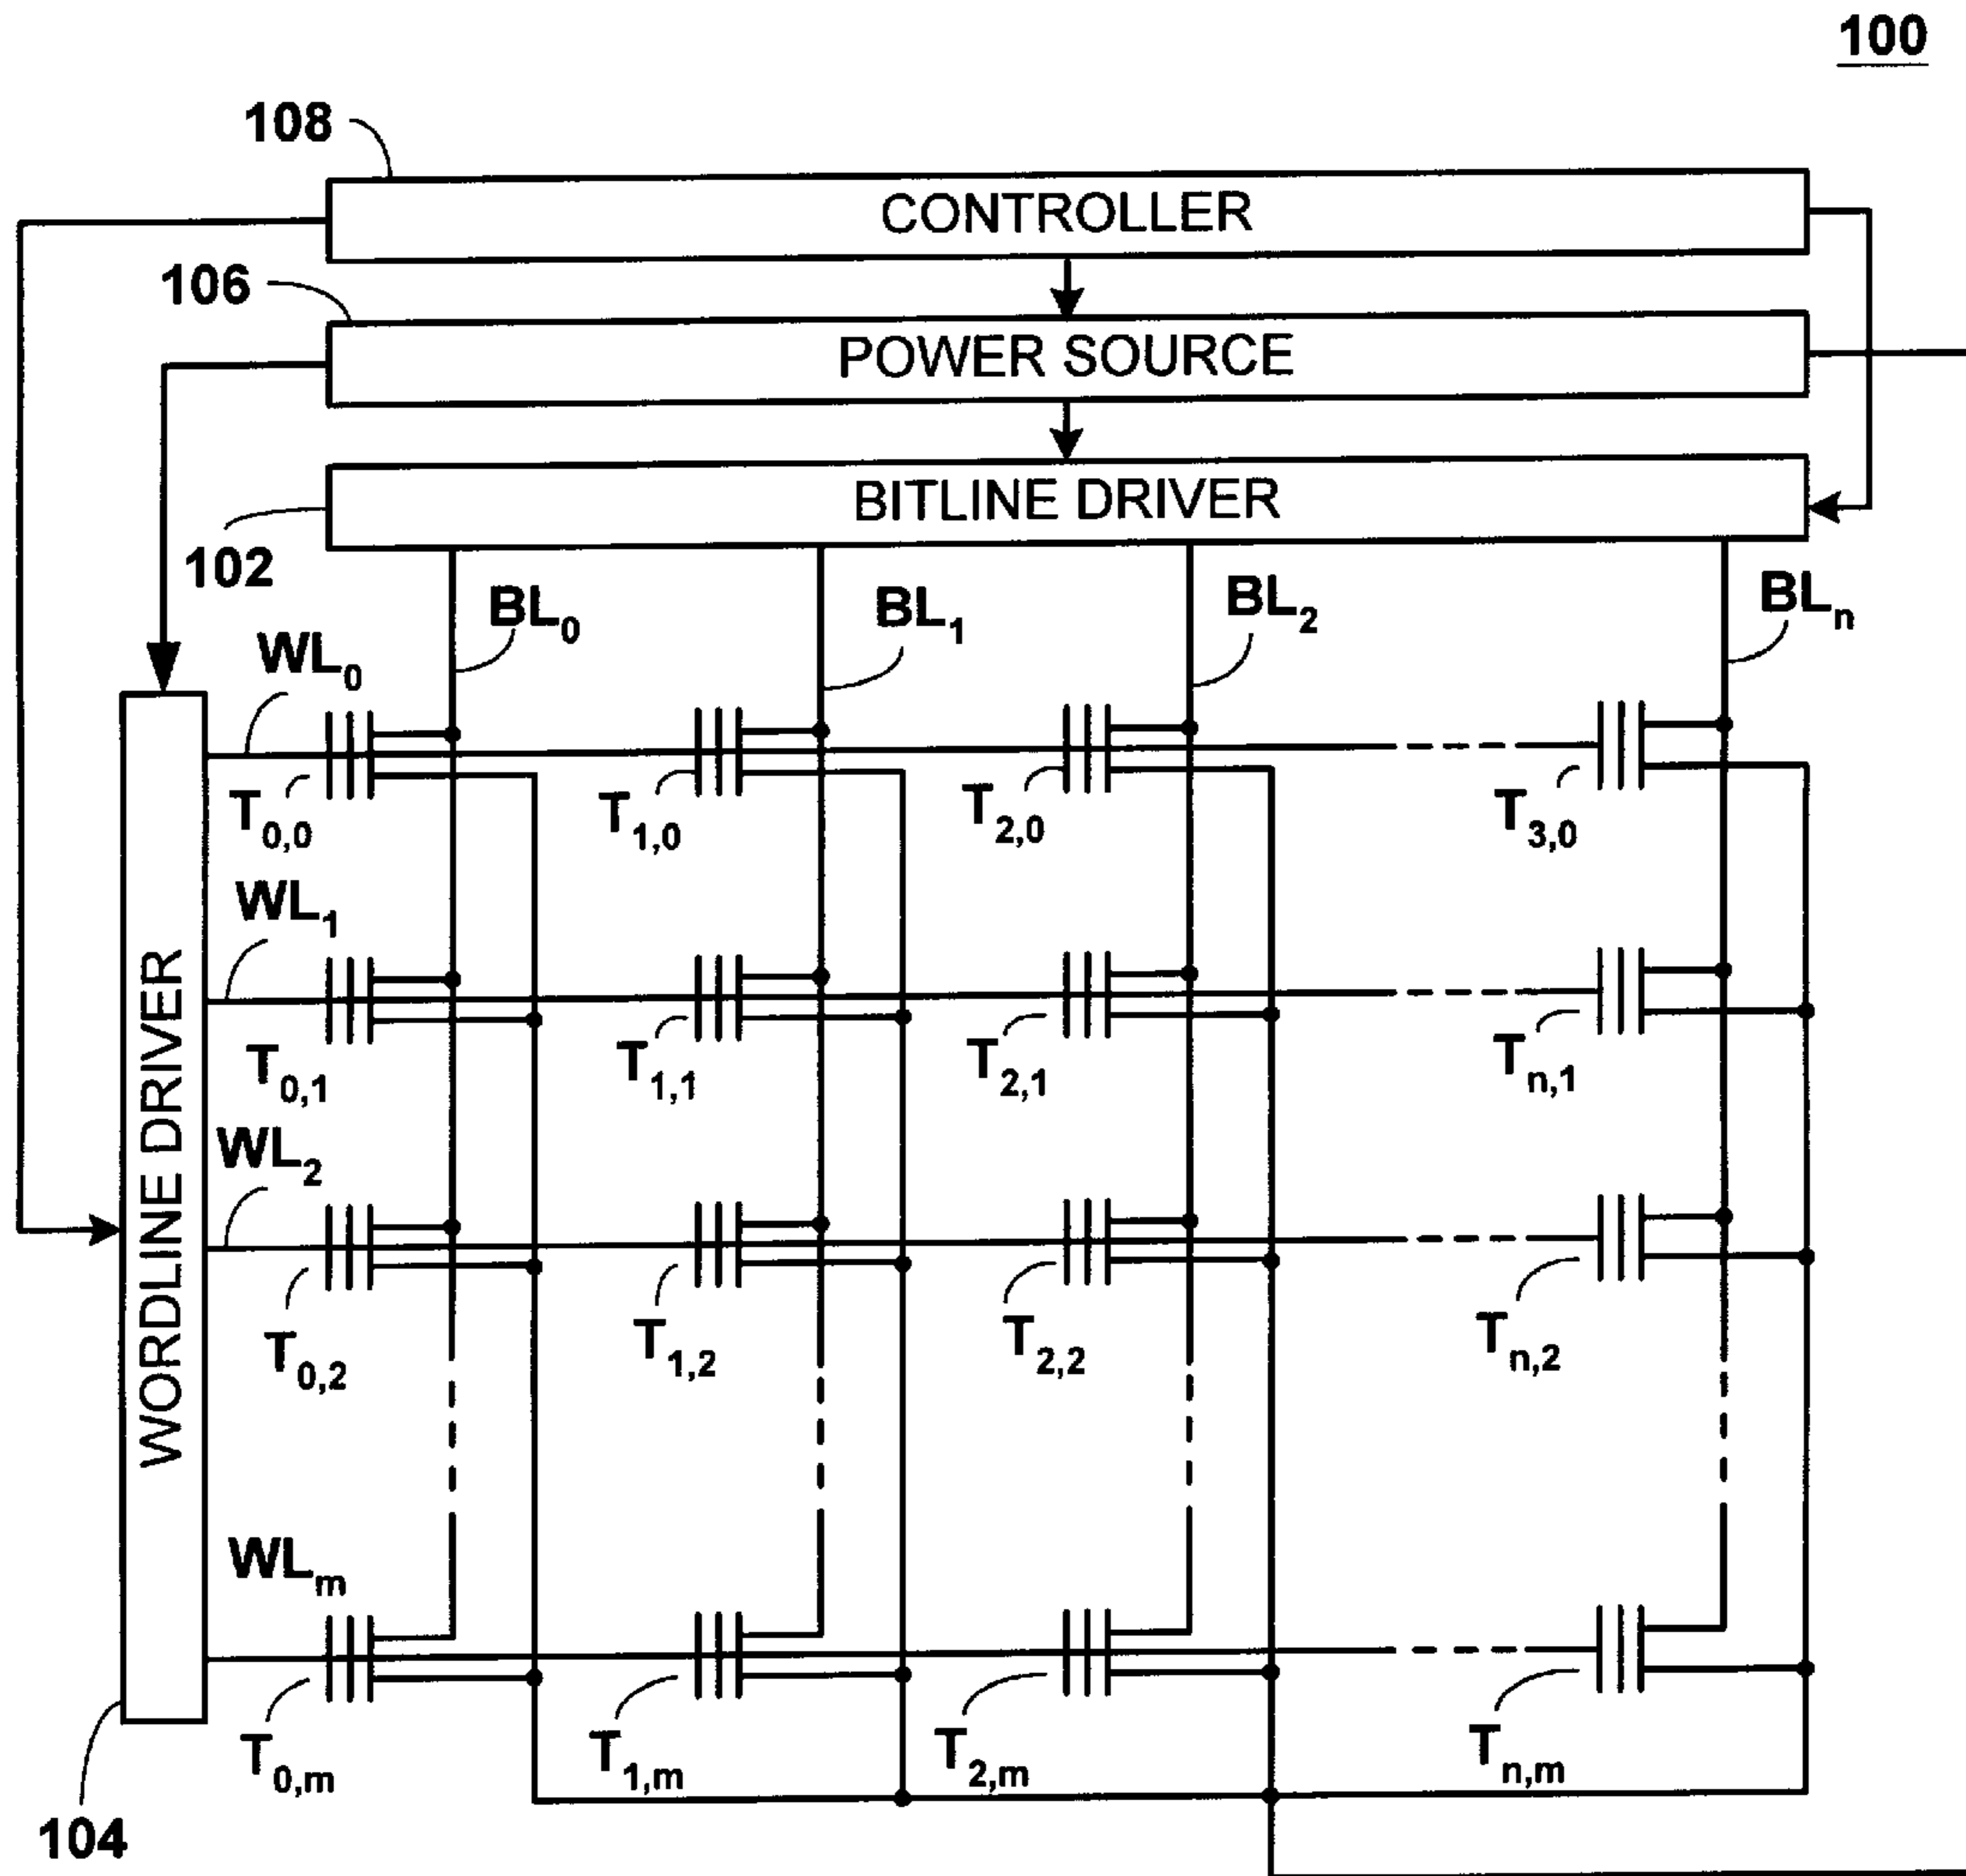 100
108
CONTROLLER
106
POWER SOURCE
BITLINE DRIVER
102
BL0
BL1
BL2
BLn
WL0
T0,0
T1,0
T2,0
T3,0
WL1
T0,1
T1,1
T2,1
Tn,1
WORDLINE DRIVER
WL2
T0,2
T1,2
T2,2
Tn,2
WLm
T0,m
T1,m
T2,m
Tn,m
104